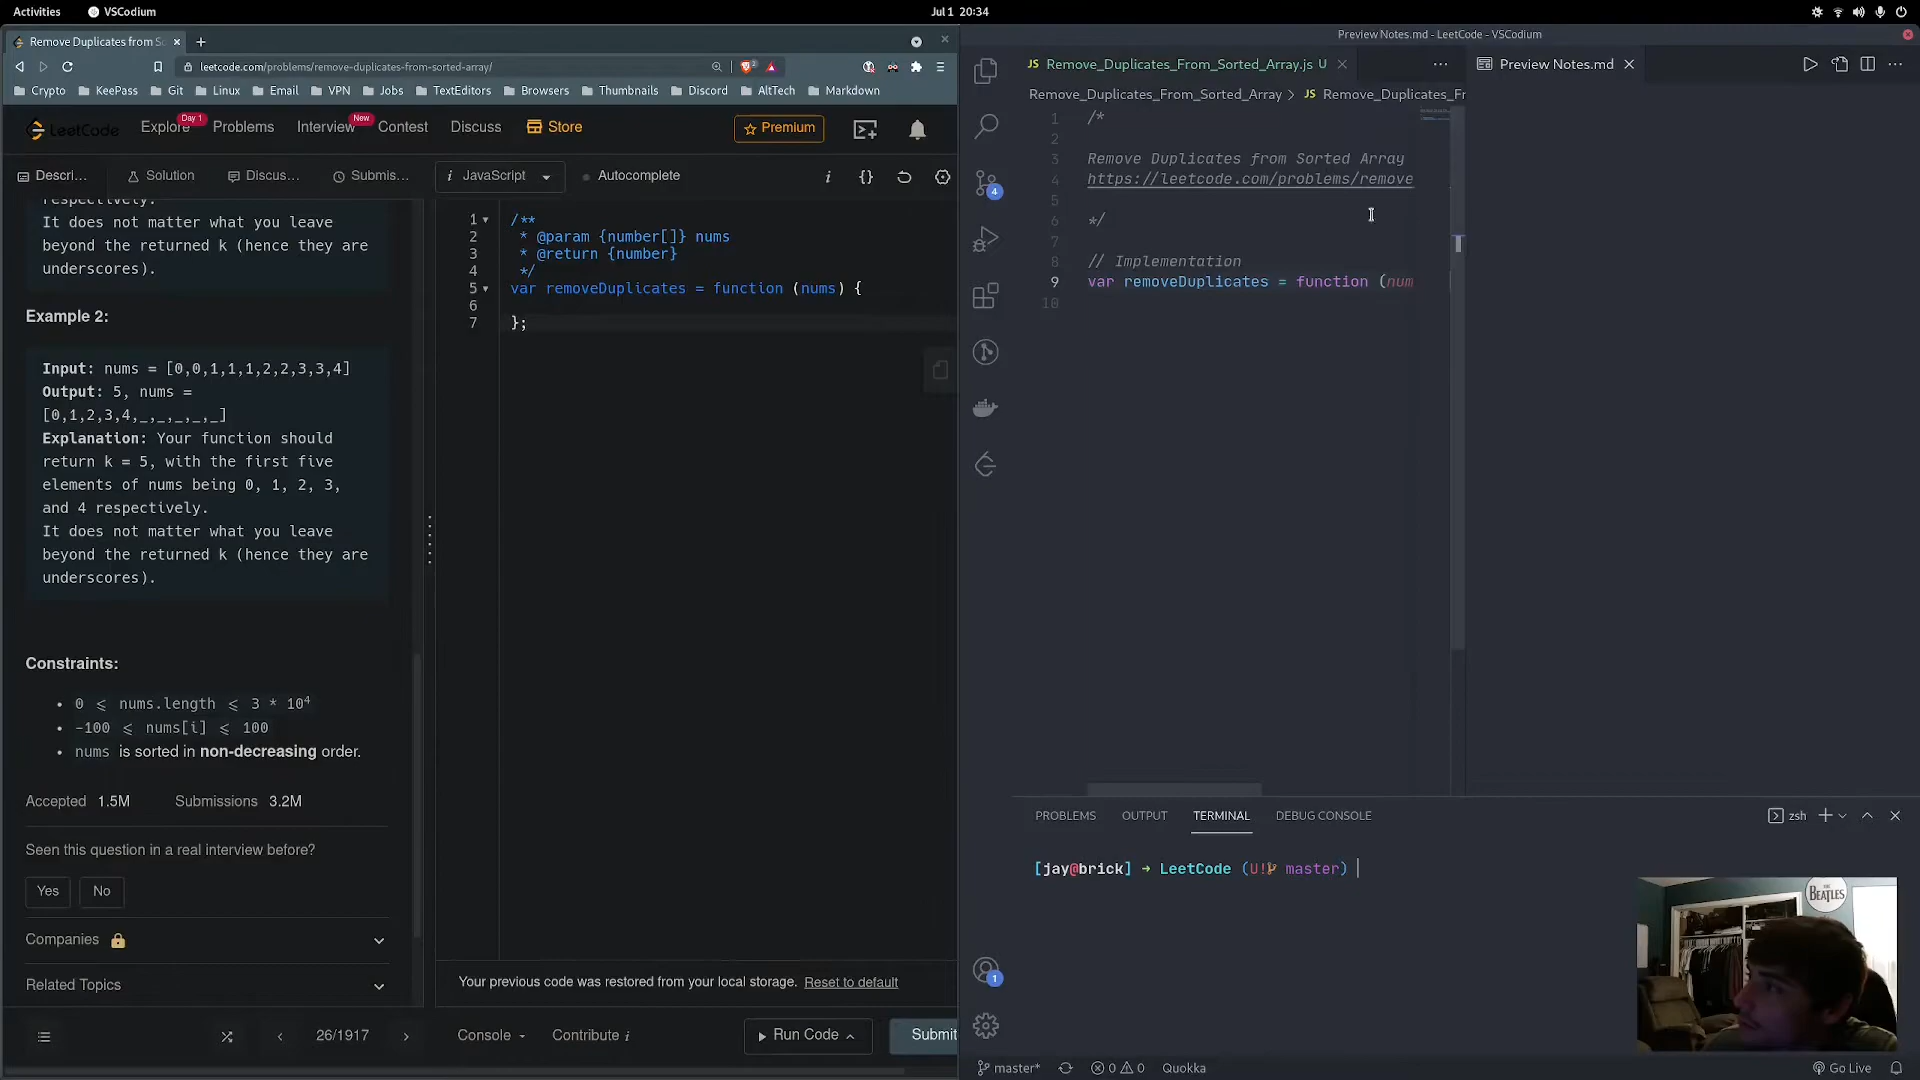 Activities
VSCodium
Jul 1 20:34
Remove Duplicates from So
leetcode.com/problems/remove-duplicates-from-sorted-array/
Crypto
KeePass
Git
Linux
Email
VPN
Jobs
TextEditors
Browsers
Thumbnails
Discord
AltTech
Markdown
LeetCode
Explore
Day 1
Problems
Interview
New
Contest
Discuss
Store
Premium
Descri...
Solution
Discus...
Submis...
i JavaScript
Autocomplete
respectively.
It does not matter what you leave
beyond the returned k (hence they are
underscores).
Example 2:
Input: nums = [0,0,1,1,1,2,2,3,3,4]
Output: 5, nums =
[0,1,2,3,4,_,_,_,_,_]
Explanation: Your function should
return k = 5, with the first five
elements of nums being 0, 1, 2, 3,
and 4 respectively.
It does not matter what you leave
beyond the returned k (hence they are
underscores).
Constraints:
• 0 ⩽ nums.length ⩽ 3 * 10⁴
• -100 ⩽ nums[i] ⩽ 100
• nums is sorted in non-decreasing order.
Accepted 1.5M Submissions 3.2M
Seen this question in a real interview before?
Yes
No
Companies
Related Topics
26/1917
1 /**
2 * @param {number[]} nums
3 * @return {number}
4 */
5 var removeDuplicates = function (nums) {
6
7 };
Your previous code was restored from your local storage. Reset to default
Console
Contribute i
Run Code
Submit
Preview Notes.md - LeetCode - VSCodium
JS Remove_Duplicates_From_Sorted_Array.js U
Preview Notes.md
Remove_Duplicates_From_Sorted_Array > JS Remove_Duplicates_Fr
1 /*
2
3 Remove Duplicates from Sorted Array
4 https://leetcode.com/problems/remove
5
6 */
7
8 // Implementation
9 var removeDuplicates = function (num
10
4
PROBLEMS
OUTPUT
TERMINAL
DEBUG CONSOLE
zsh
[jay@brick] → LeetCode (U! master)
THE
BEATLES
1
master*
0
0
Quokka
Go Live